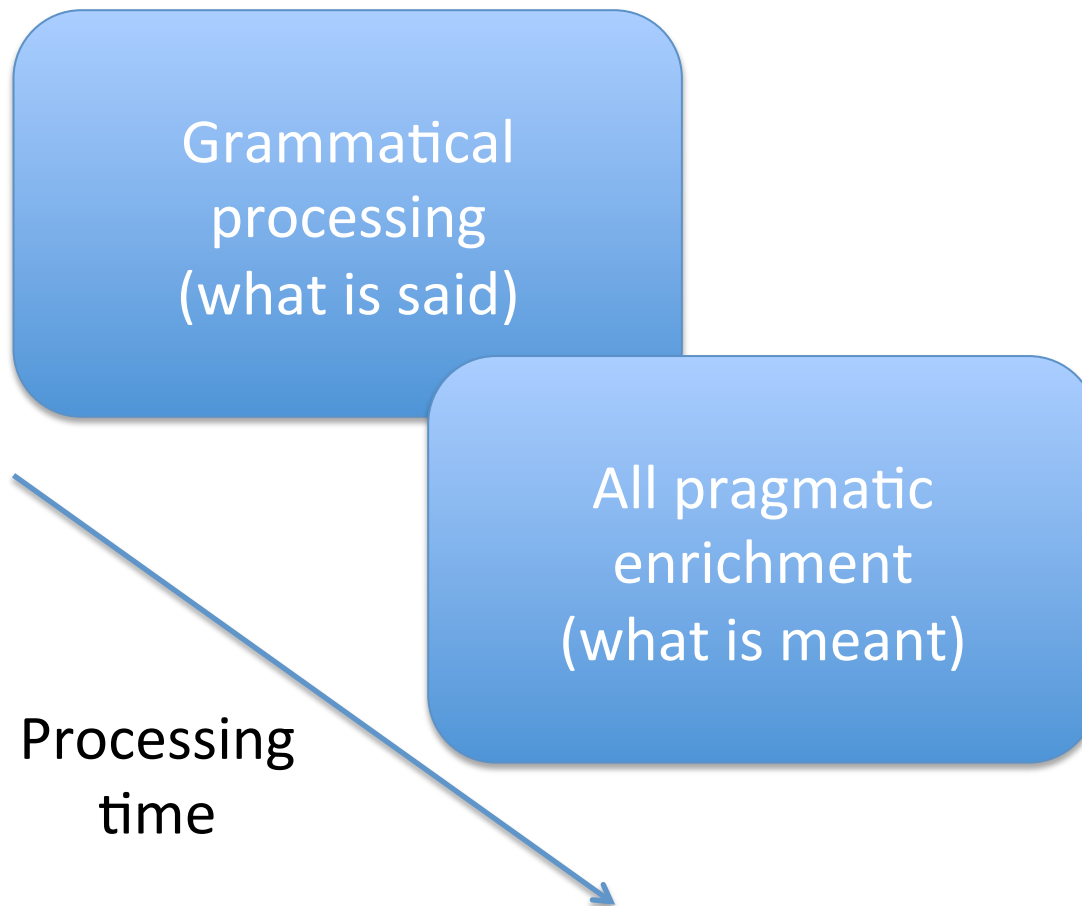 Grammatical
processing
(what is said)
All pragmatic
enrichment
(what is meant)
Processing
time